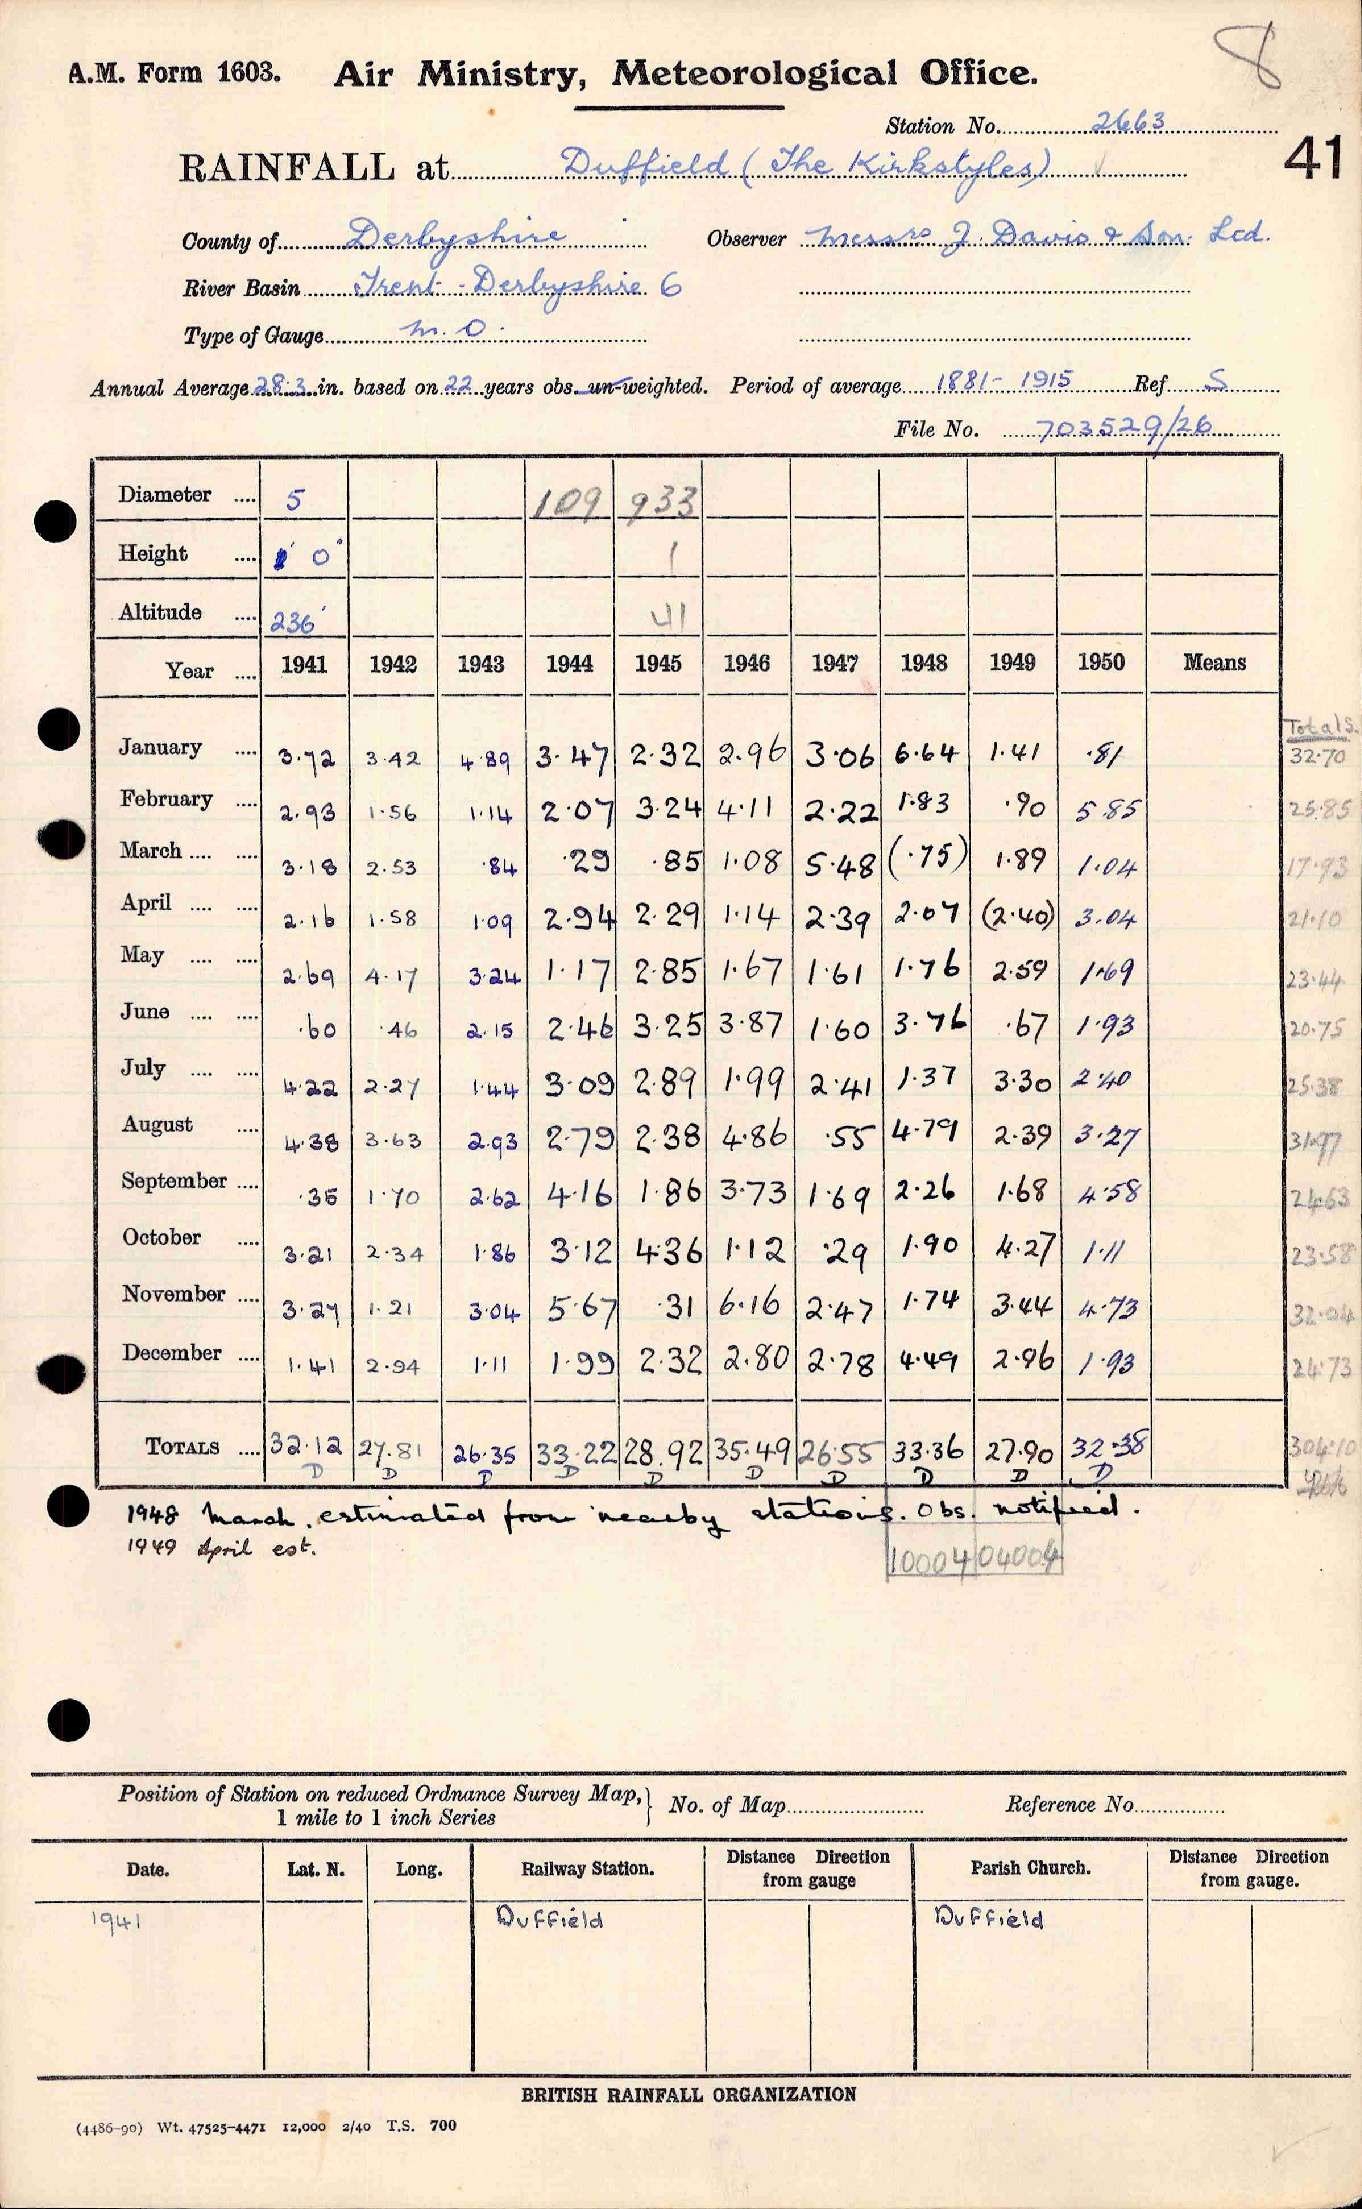 8
A.M. Form 1603. Air Ministry, Meteorological Office.
Station No. 2663
RAINFALL at Duffield (The Kirkstyles) 41
County of Derbyshire Observer Messrs J. Davis & Son. Ltd.
River Basin Trent - Derbyshire 6
Type of Gauge M.O.
Annual Average 28.3 in. based on 22 years obs. un-weighted. Period of average 1881-1915 Ref S
File No. 703529/26
Diameter .... 5 109 933
Height .... 1' 0" 1
Altitude .... 236' 41
Year .... 1941 1942 1943 1944 1945 1946 1947 1948 1949 1950 Means
Totals
January .... 3.72 3.42 4.89 3.47 2.32 2.96 3.06 6.64 1.41 .81 32.70
February .... 2.93 1.56 1.14 2.07 3.24 4.11 2.22 1.83 .90 5.85 25.85
March .... .... 3.18 2.53 .84 .29 .85 1.08 5.48 (.75) 1.89 1.04 17.93
April .... .... 2.16 1.58 1.09 2.94 2.29 1.14 2.39 2.07 (2.40) 3.04 21.10
May .... .... 2.69 4.17 3.24 1.17 2.85 1.67 1.61 1.76 2.59 1.69 23.44
June .... .... .60 .46 2.15 2.46 3.25 3.87 1.60 3.76 .67 1.93 20.75
July .... .... 4.22 2.27 1.44 3.09 2.89 1.99 2.41 1.37 3.30 2.40 25.38
August .... 4.38 3.63 2.93 2.79 2.38 4.86 .55 4.79 2.39 3.27 31.97
September .... .35 1.70 2.62 4.16 1.86 3.73 1.69 2.26 1.68 4.58 24.63
October .... 3.21 2.34 1.86 3.12 4.36 1.12 .29 1.90 4.27 1.11 23.58
November .... 3.27 1.21 3.04 5.67 .31 6.16 2.47 1.74 3.44 4.73 32.04
December .... 1.41 2.94 1.11 1.99 2.32 2.80 2.78 4.49 2.96 1.93 24.73
TOTALS .... 32.12 27.81 26.35 33.22 28.92 35.49 26.55 33.36 27.90 32.38 304.10
D D D D D D D D D D
1948 March. estimated from nearby stations. Obs. notified.
1949 April est.
10004 04004
Position of Station on reduced Ordnance Survey Map, } No. of Map Reference No.
1 mile to 1 inch Series
Date. Lat. N. Long. Railway Station. Distance Direction from gauge Parish Church. Distance Direction from gauge.
1941 Duffield Duffield
BRITISH RAINFALL ORGANIZATION
(4486-90) Wt. 47525-4471 12,000 2/40 T.S. 700